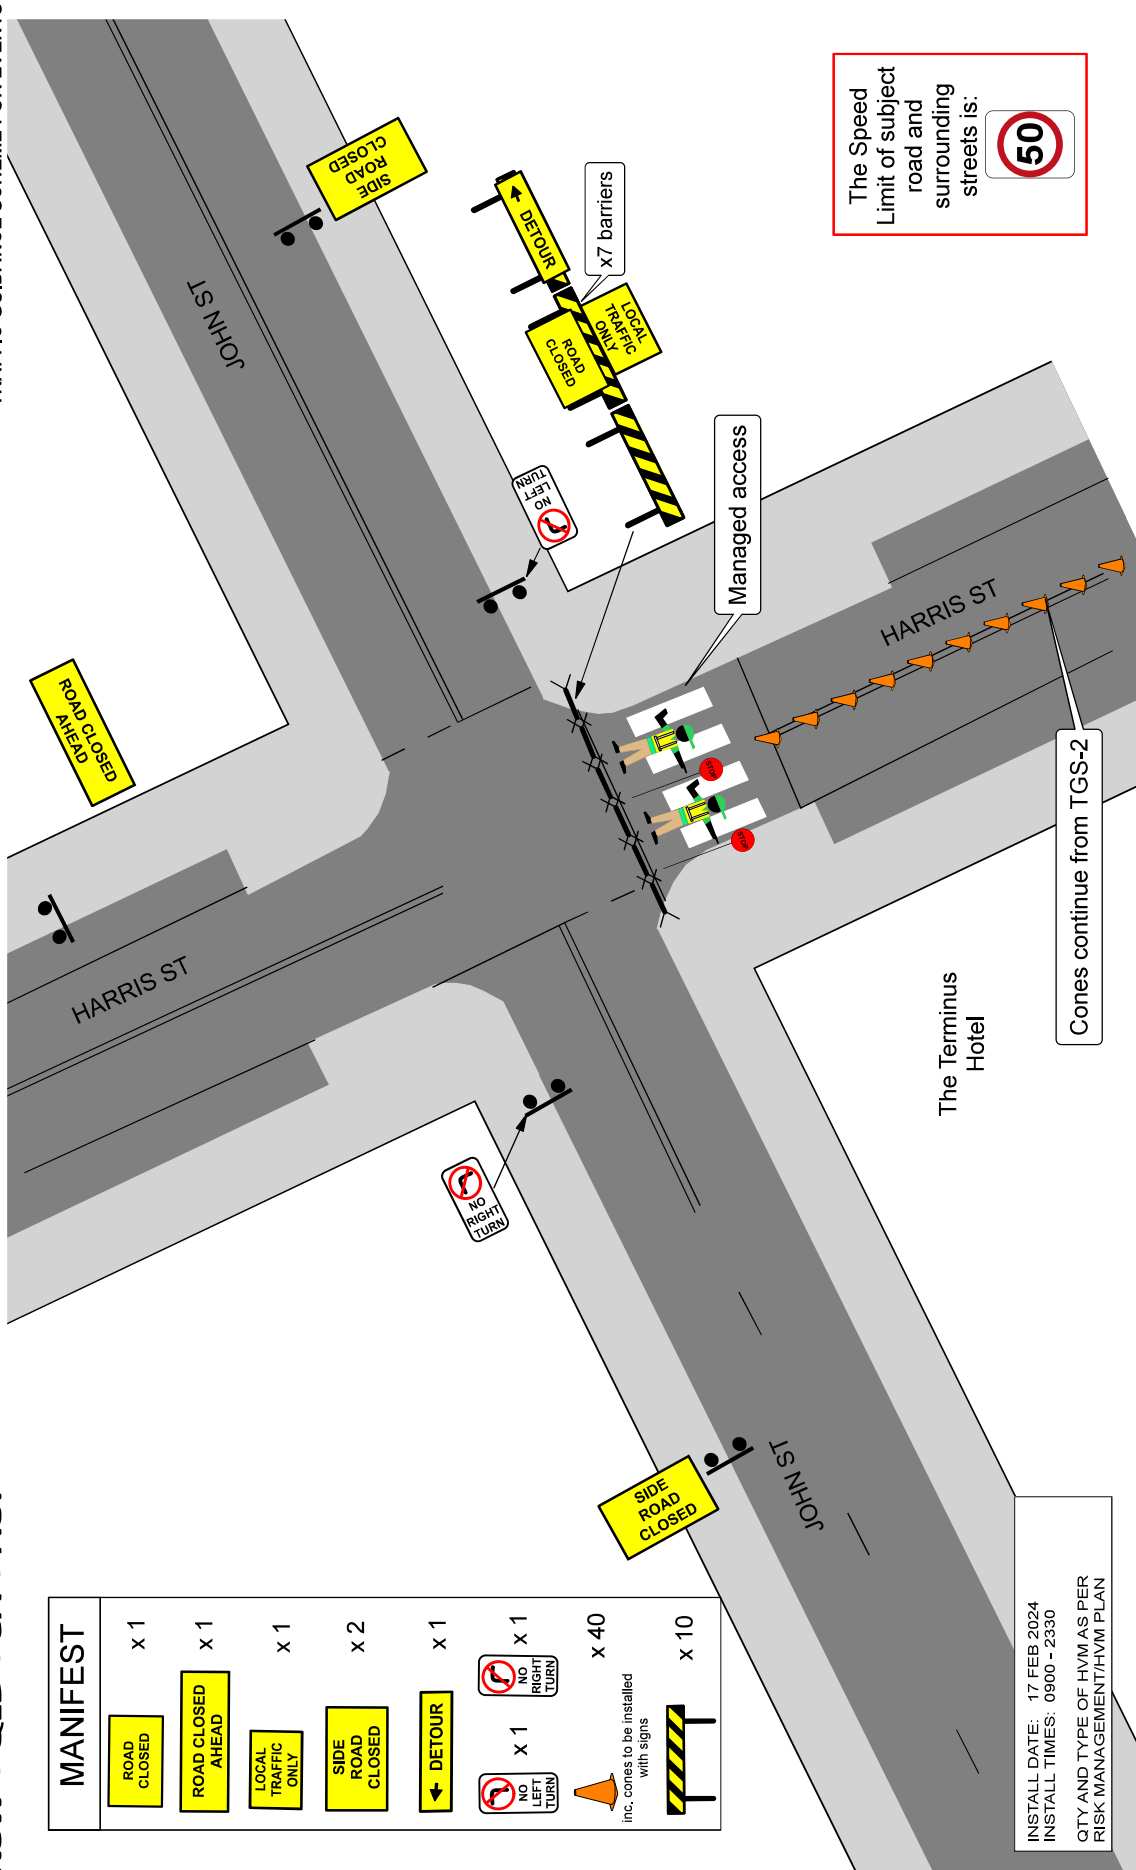 MANIFEST
ROAD
CLOSED
x 1
ROAD CLOSED
AHEAD
x 1
LOCAL
TRAFFIC
ONLY
x 1
SIDE
ROAD
CLOSED
x 2
DETOUR
x 1
NO
LEFT
TURN
x 1
NO
RIGHT
TURN
x 1
x 40
inc. cones to be installed
with signs
x 10
ROAD CLOSED
AHEAD
HARRIS ST
JOHN ST
SIDE
ROAD
CLOSED
NO
RIGHT
TURN
NO
LEFT
TURN
DETOUR
ROAD
CLOSED
LOCAL
TRAFFIC
ONLY
x7 barriers
Managed access
STOP
STOP
HARRIS ST
SIDE
ROAD
CLOSED
JOHN ST
The Terminus
Hotel
Cones continue from TGS-2
The Speed
Limit of subject
road and
surrounding
streets is:
50
INSTALL DATE: 17 FEB 2024
INSTALL TIMES: 0900 - 2330
QTY AND TYPE OF HVM AS PER
RISK MANAGEMENT/HVM PLAN